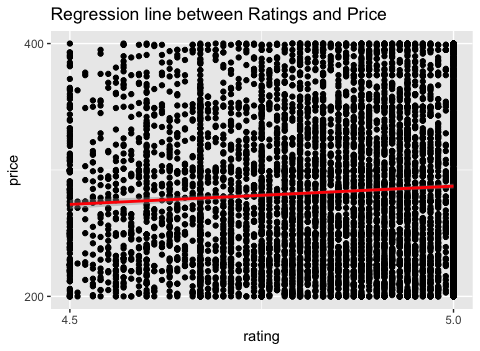 Regression line between Ratings and Price
400
price
200
4.5
5.0
rating